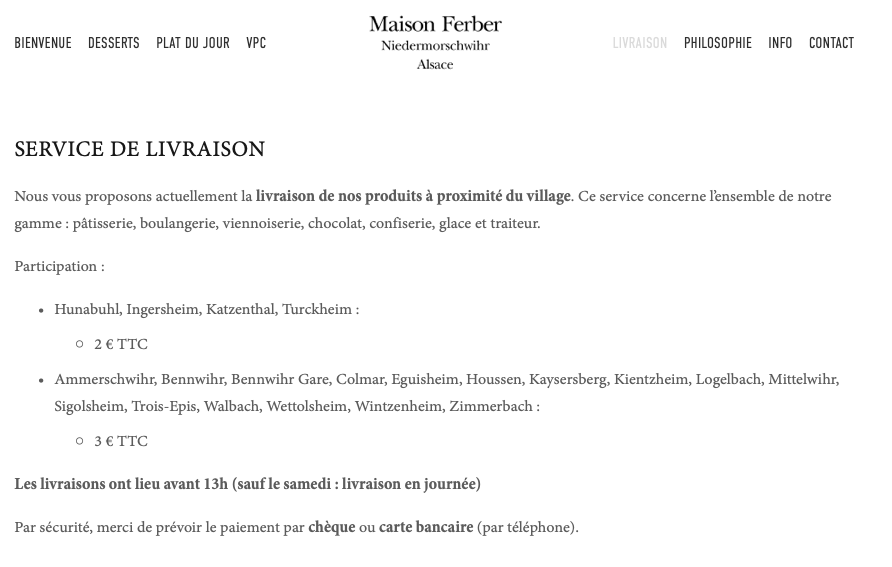 BIENVENUE DESSERTS PLAT DU JOUR VPC
Maison Ferber
Niedermorschwihr
Alsace
LIVRAISON PHILOSOPHIE INFO CONTACT
SERVICE DE LIVRAISON
Nous vous proposons actuellement la livraison de nos produits à proximité du village. Ce service concerne l'ensemble de notre
gamme : pâtisserie, boulangerie, viennoiserie, chocolat, confiserie, glace et traiteur.
Participation :
• Hunabuhl, Ingersheim, Katzenthal, Turckheim :
○ 2 € TTC
• Ammerschwihr, Bennwihr, Bennwihr Gare, Colmar, Eguisheim, Houssen, Kaysersberg, Kientzheim, Logelbach, Mittelwihr,
Sigolsheim, Trois-Epis, Walbach, Wettolsheim, Wintzenheim, Zimmerbach :
○ 3 € TTC
Les livraisons ont lieu avant 13h (sauf le samedi : livraison en journée)
Par sécurité, merci de prévoir le paiement par chèque ou carte bancaire (par téléphone).